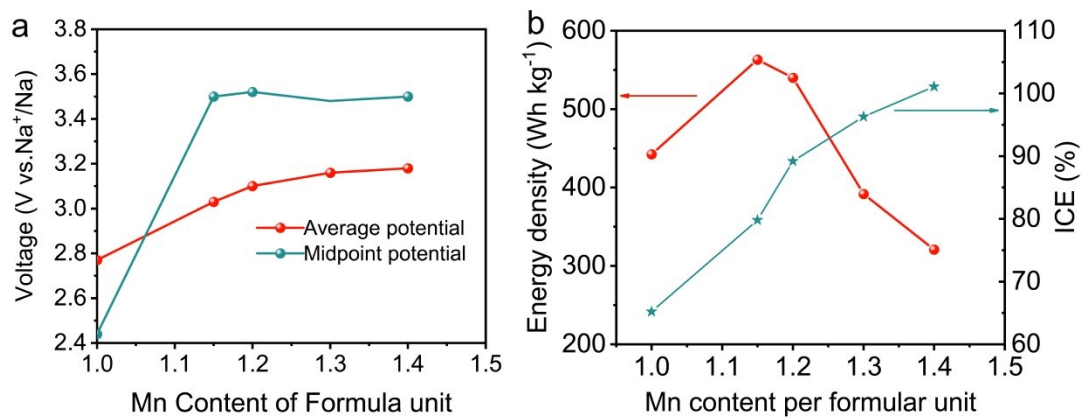 a
3.8
3.6
3.4
3.2
3.0
2.8
2.6
2.4
Voltage (V vs.Na⁺/Na)
Average potential
Midpoint potential
1.0 1.1 1.2 1.3 1.4 1.5
Mn Content of Formula unit
b
600
500
400
300
200
Energy density (Wh kg⁻¹)
110
100
90
80
70
60
ICE (%)
1.0 1.1 1.2 1.3 1.4 1.5
Mn content per formular unit